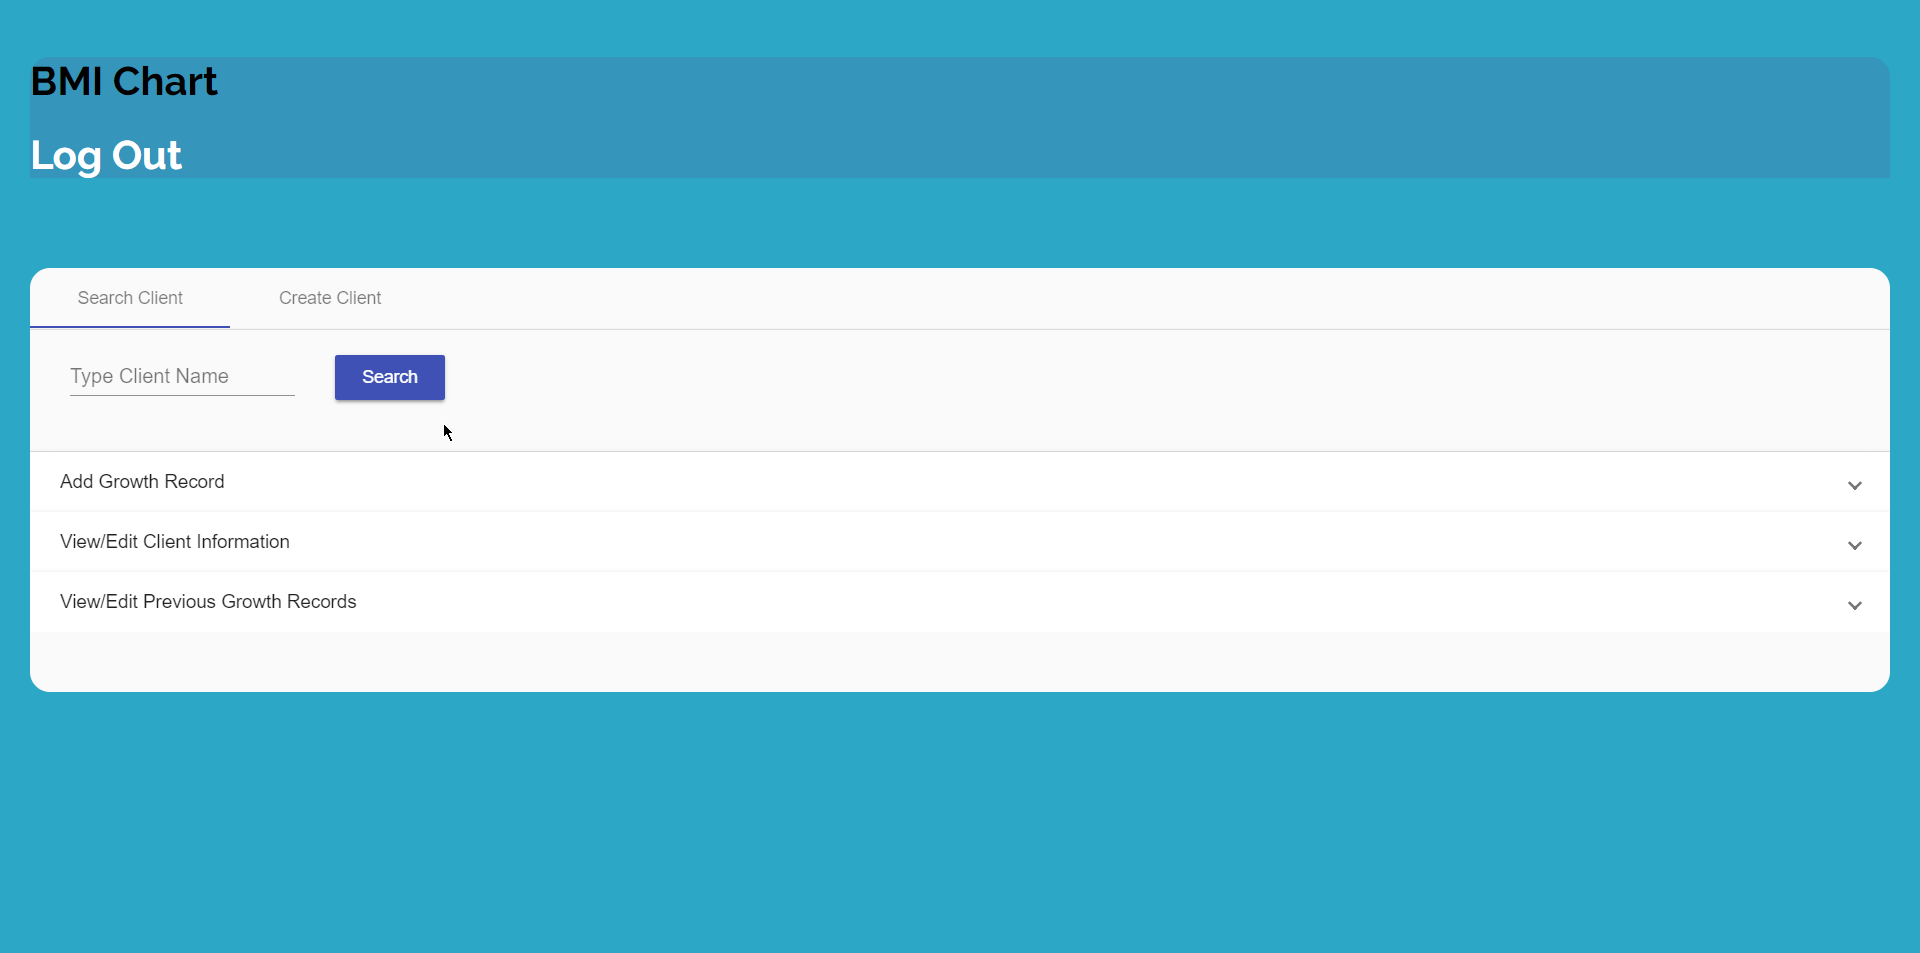 BMI Chart
Log Out
Search Client Create Client
Type Client Name Search
Add Growth Record
View/Edit Client Information
View/Edit Previous Growth Records